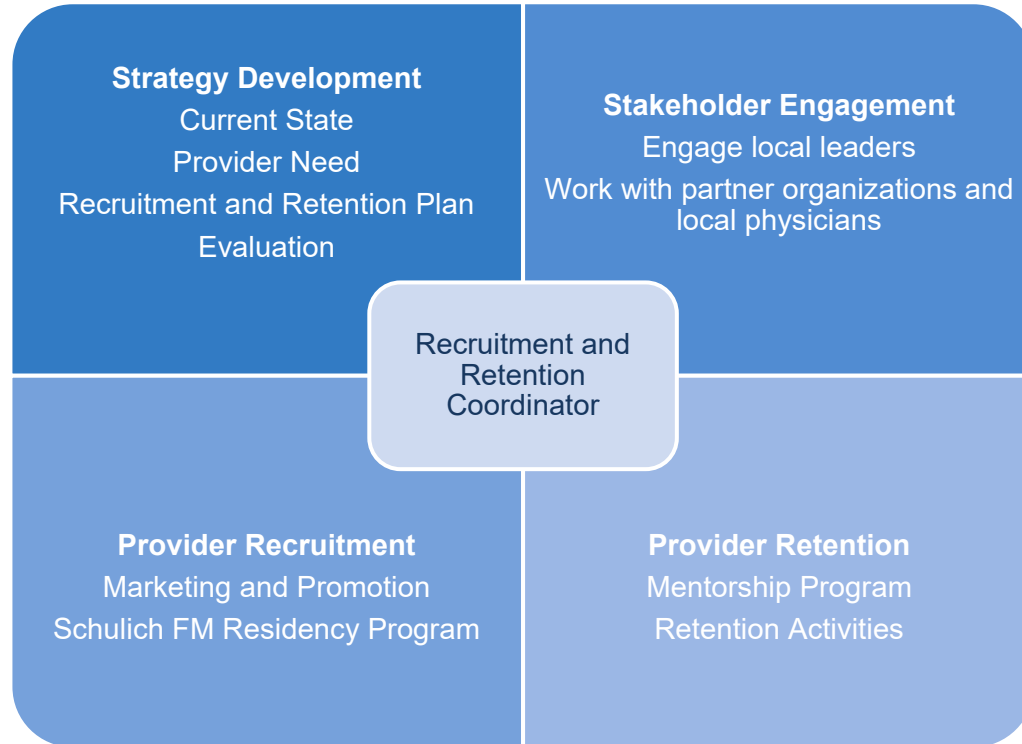 Strategy Development
Current State
Provider Need
Recruitment and Retention Plan
Evaluation
Stakeholder Engagement
Engage local leaders
Work with partner organizations and
local physicians
Recruitment and
Retention
Coordinator
Provider Recruitment
Marketing and Promotion
Schulich FM Residency Program
Provider Retention
Mentorship Program
Retention Activities